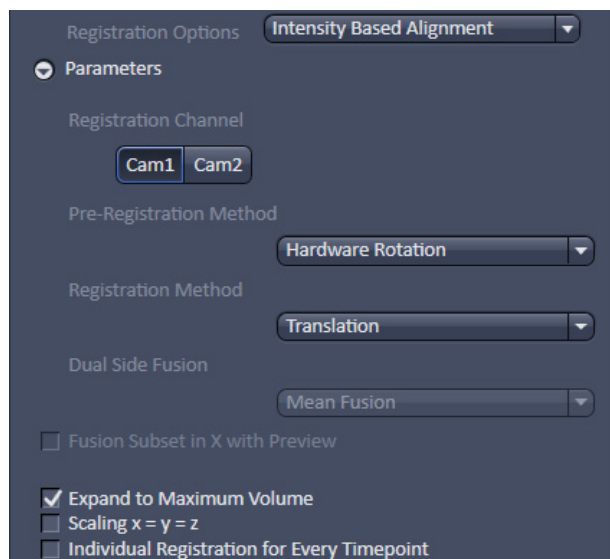 Registration Options Intensity Based Alignment
Parameters
Registration Channel
Cam1 Cam2
Pre-Registration Method
Hardware Rotation
Registration Method
Translation
Dual Side Fusion
Mean Fusion
Fusion Subset in X with Preview
Expand to Maximum Volume
Scaling x = y = z
Individual Registration for Every Timepoint